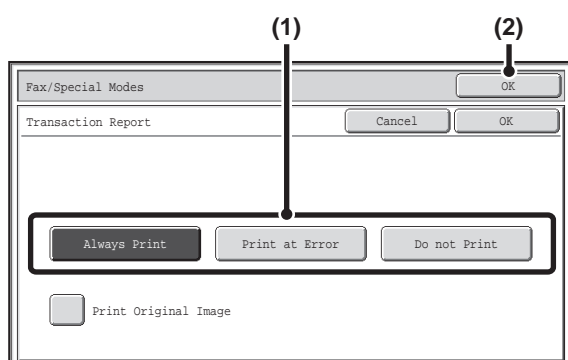 (1) (2)
Fax/Special Modes OK
Transaction Report Cancel OK
Always Print Print at Error Do not Print
Print Original Image